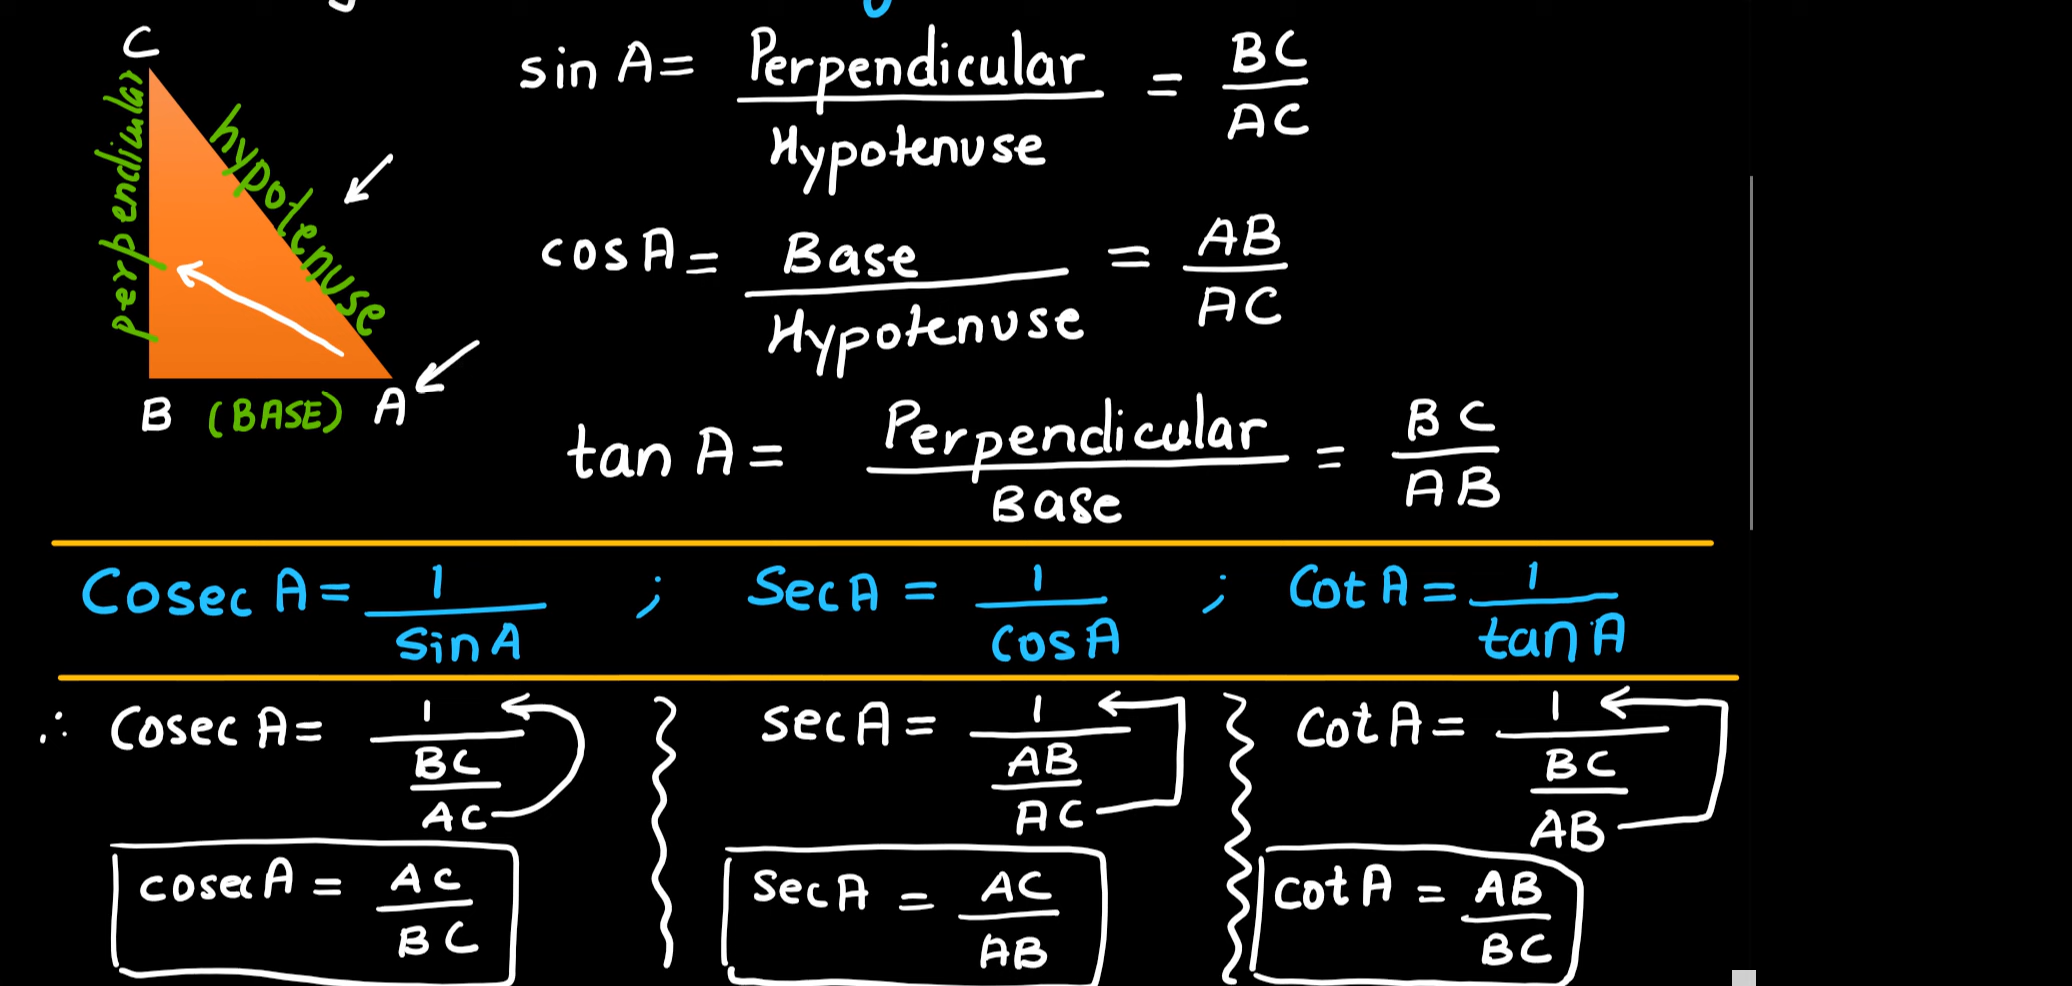 C
perpendicular
hypotenuse
B (BASE) A
sin A = Perpendicular / Hypotenuse = BC / AC
cos A = Base / Hypotenuse = AB / AC
tan A = Perpendicular / Base = BC / AB
Cosec A = 1 / sin A ; Sec A = 1 / cos A ; Cot A = 1 / tan A
∴ Cosec A = 1 / BC / AC
sec A = 1 / AB / AC
Cot A = 1 / BC / AB
cosec A = AC / BC
Sec A = AC / AB
cot A = AB / BC